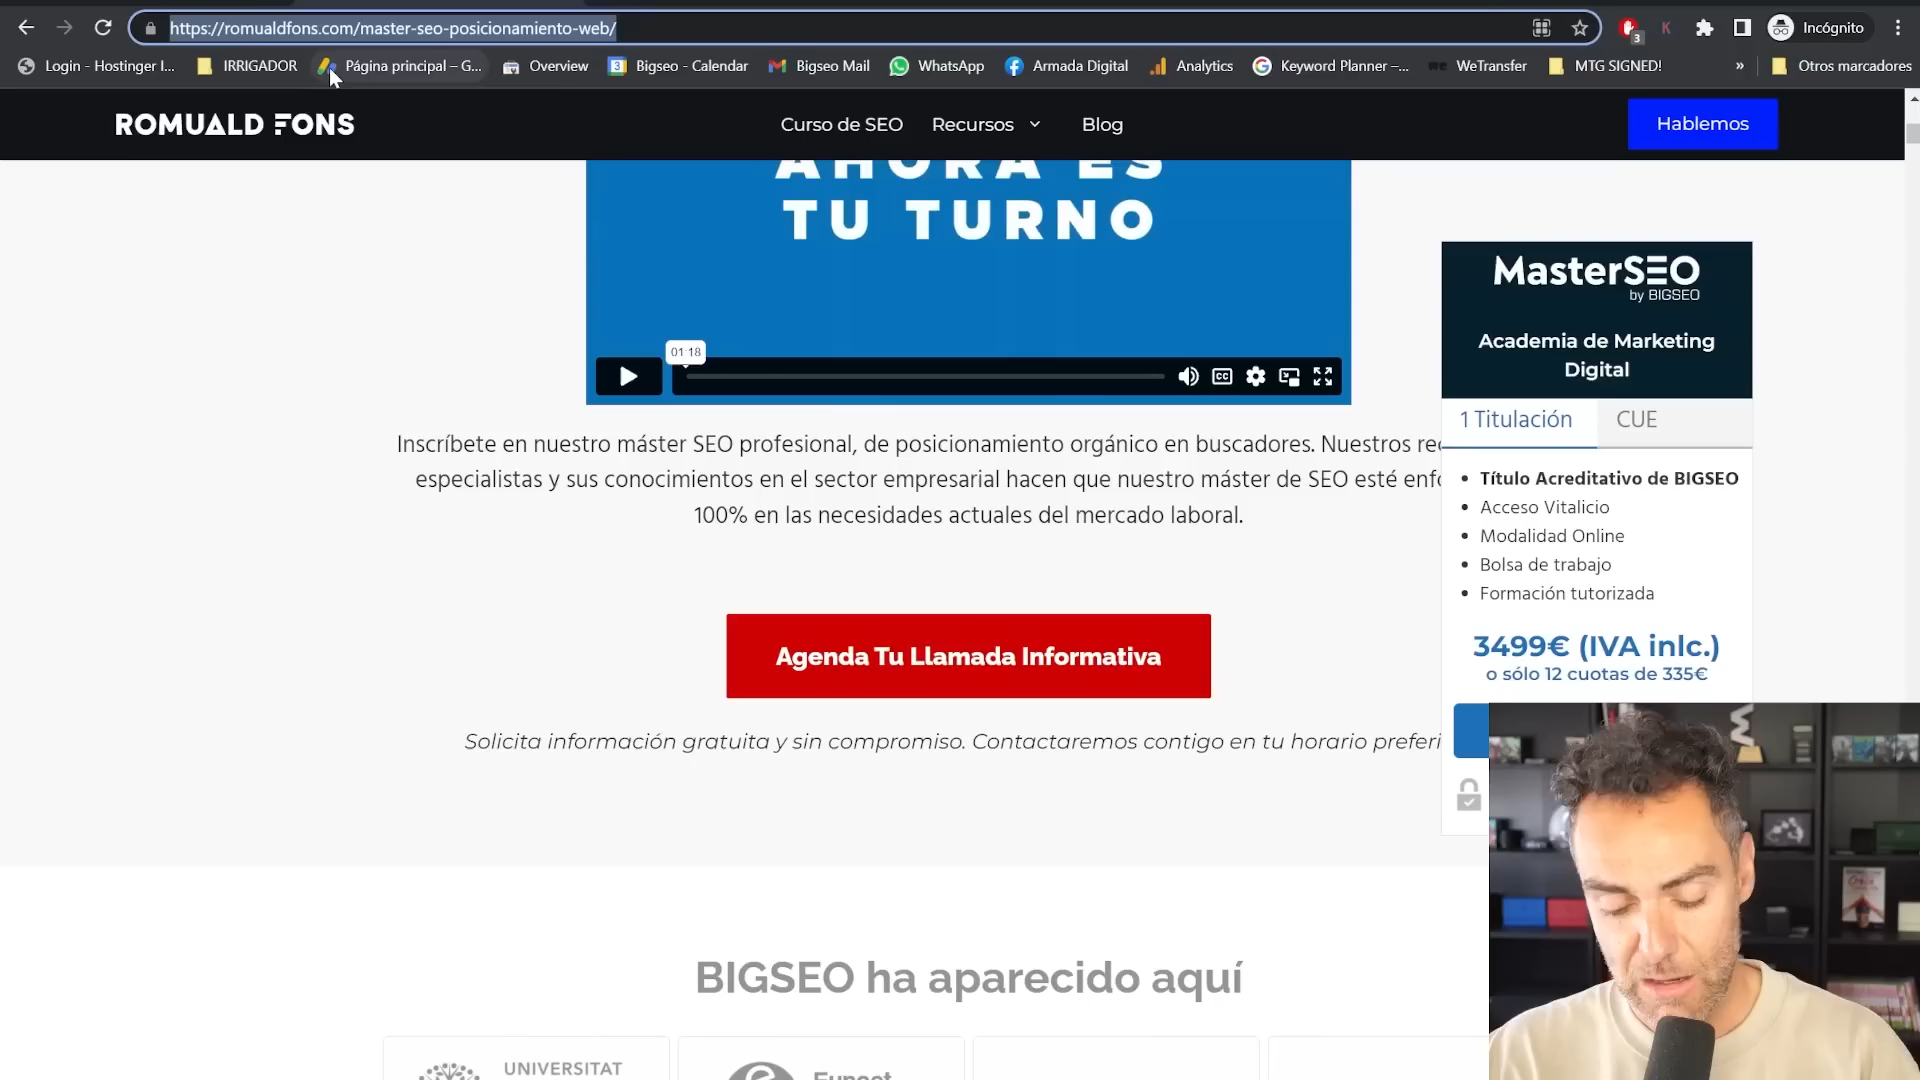 https://romualdfons.com/master-seo-posicionamiento-web/
3
Incógnito
Login - Hostinger I...
IRRIGADOR
Página principal – G...
Overview
3
Bigseo - Calendar
Bigseo Mail
WhatsApp
Armada Digital
Analytics
Keyword Planner –...
WeTransfer
MTG SIGNED!
»
Otros marcadores
ROMUALD FONS
Curso de SEO
Recursos
Blog
Hablemos
AHORA ES
TU TURNO
01:18
CC
MasterSEO
by BIGSEO
Academia de Marketing
Digital
1 Titulación
CUE
Título Acreditativo de BIGSEO
Acceso Vitalicio
Modalidad Online
Bolsa de trabajo
Formación tutorizada
3499€ (IVA inlc.)
o sólo 12 cuotas de 335€
Inscríbete en nuestro máster SEO profesional, de posicionamiento orgánico en buscadores. Nuestros
especialistas y sus conocimientos en el sector empresarial hacen que nuestro máster de SEO esté
100% en las necesidades actuales del mercado laboral.
Agenda Tu Llamada Informativa
Solicita información gratuita y sin compromiso. Contactaremos contigo en tu horario
BIGSEO ha aparecido aquí
UNIVERSITAT